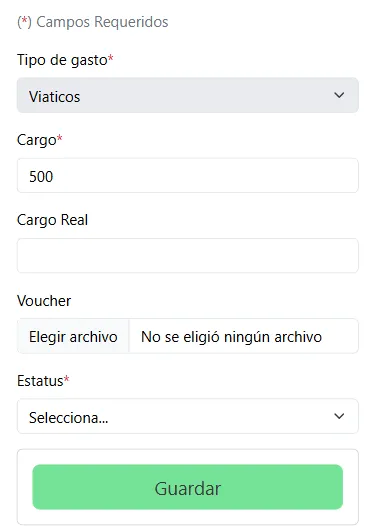 (*) Campos Requeridos
Tipo de gasto*
Viaticos
Cargo*
500
Cargo Real
Voucher
Elegir archivo No se eligió ningún archivo
Estatus*
Selecciona...
Guardar